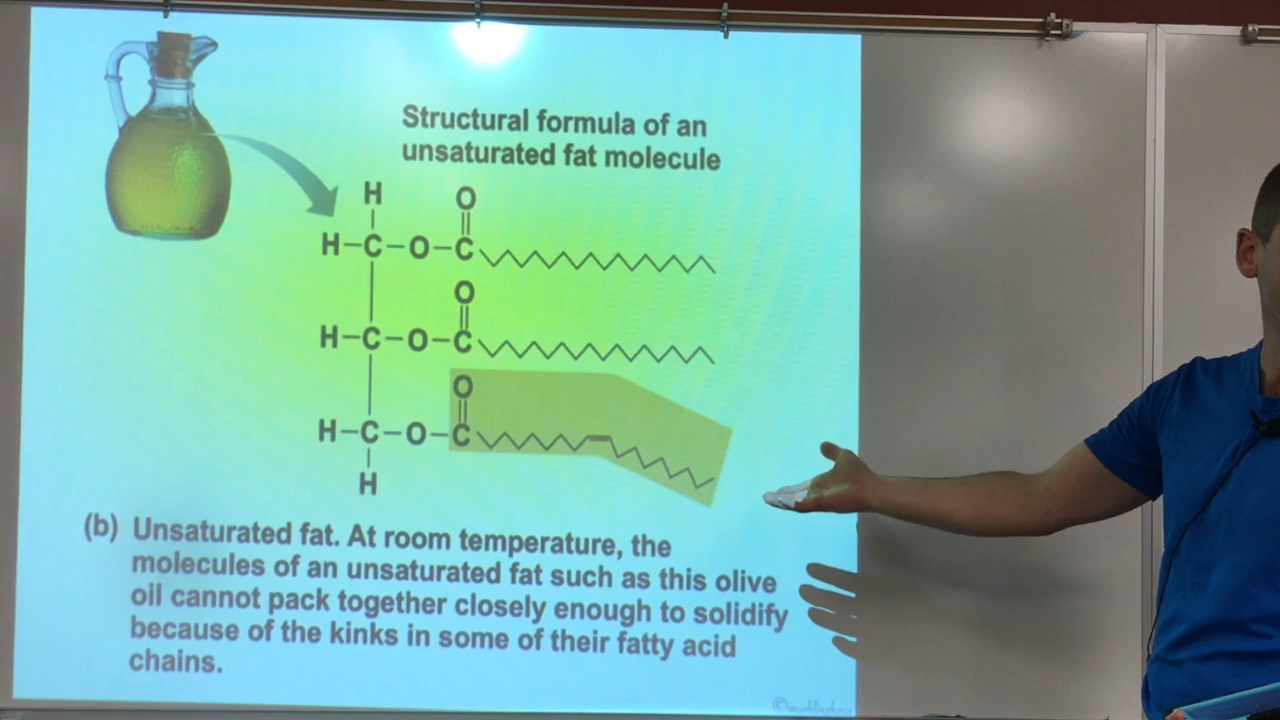 Structural formula of an
unsaturated fat molecule
H
O
H-C-O-C
O
H-C-O-C
O
H-C-O-C
H
(b) Unsaturated fat. At room temperature, the
molecules of an unsaturated fat such as this olive
oil cannot pack together closely enough to solidify
because of the kinks in some of their fatty acid
chains.